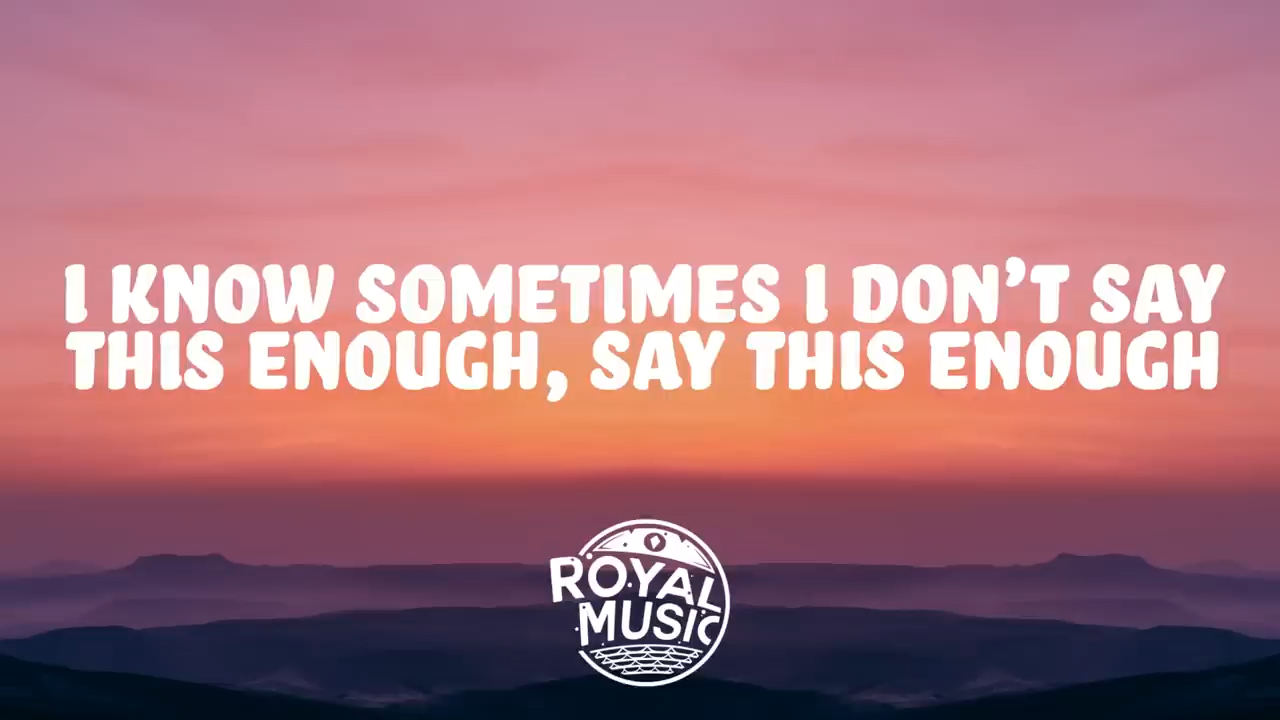 I KNOW SOMETIMES I DON'T SAY
THIS ENOUGH, SAY THIS ENOUGH
ROYAL
MUSIC